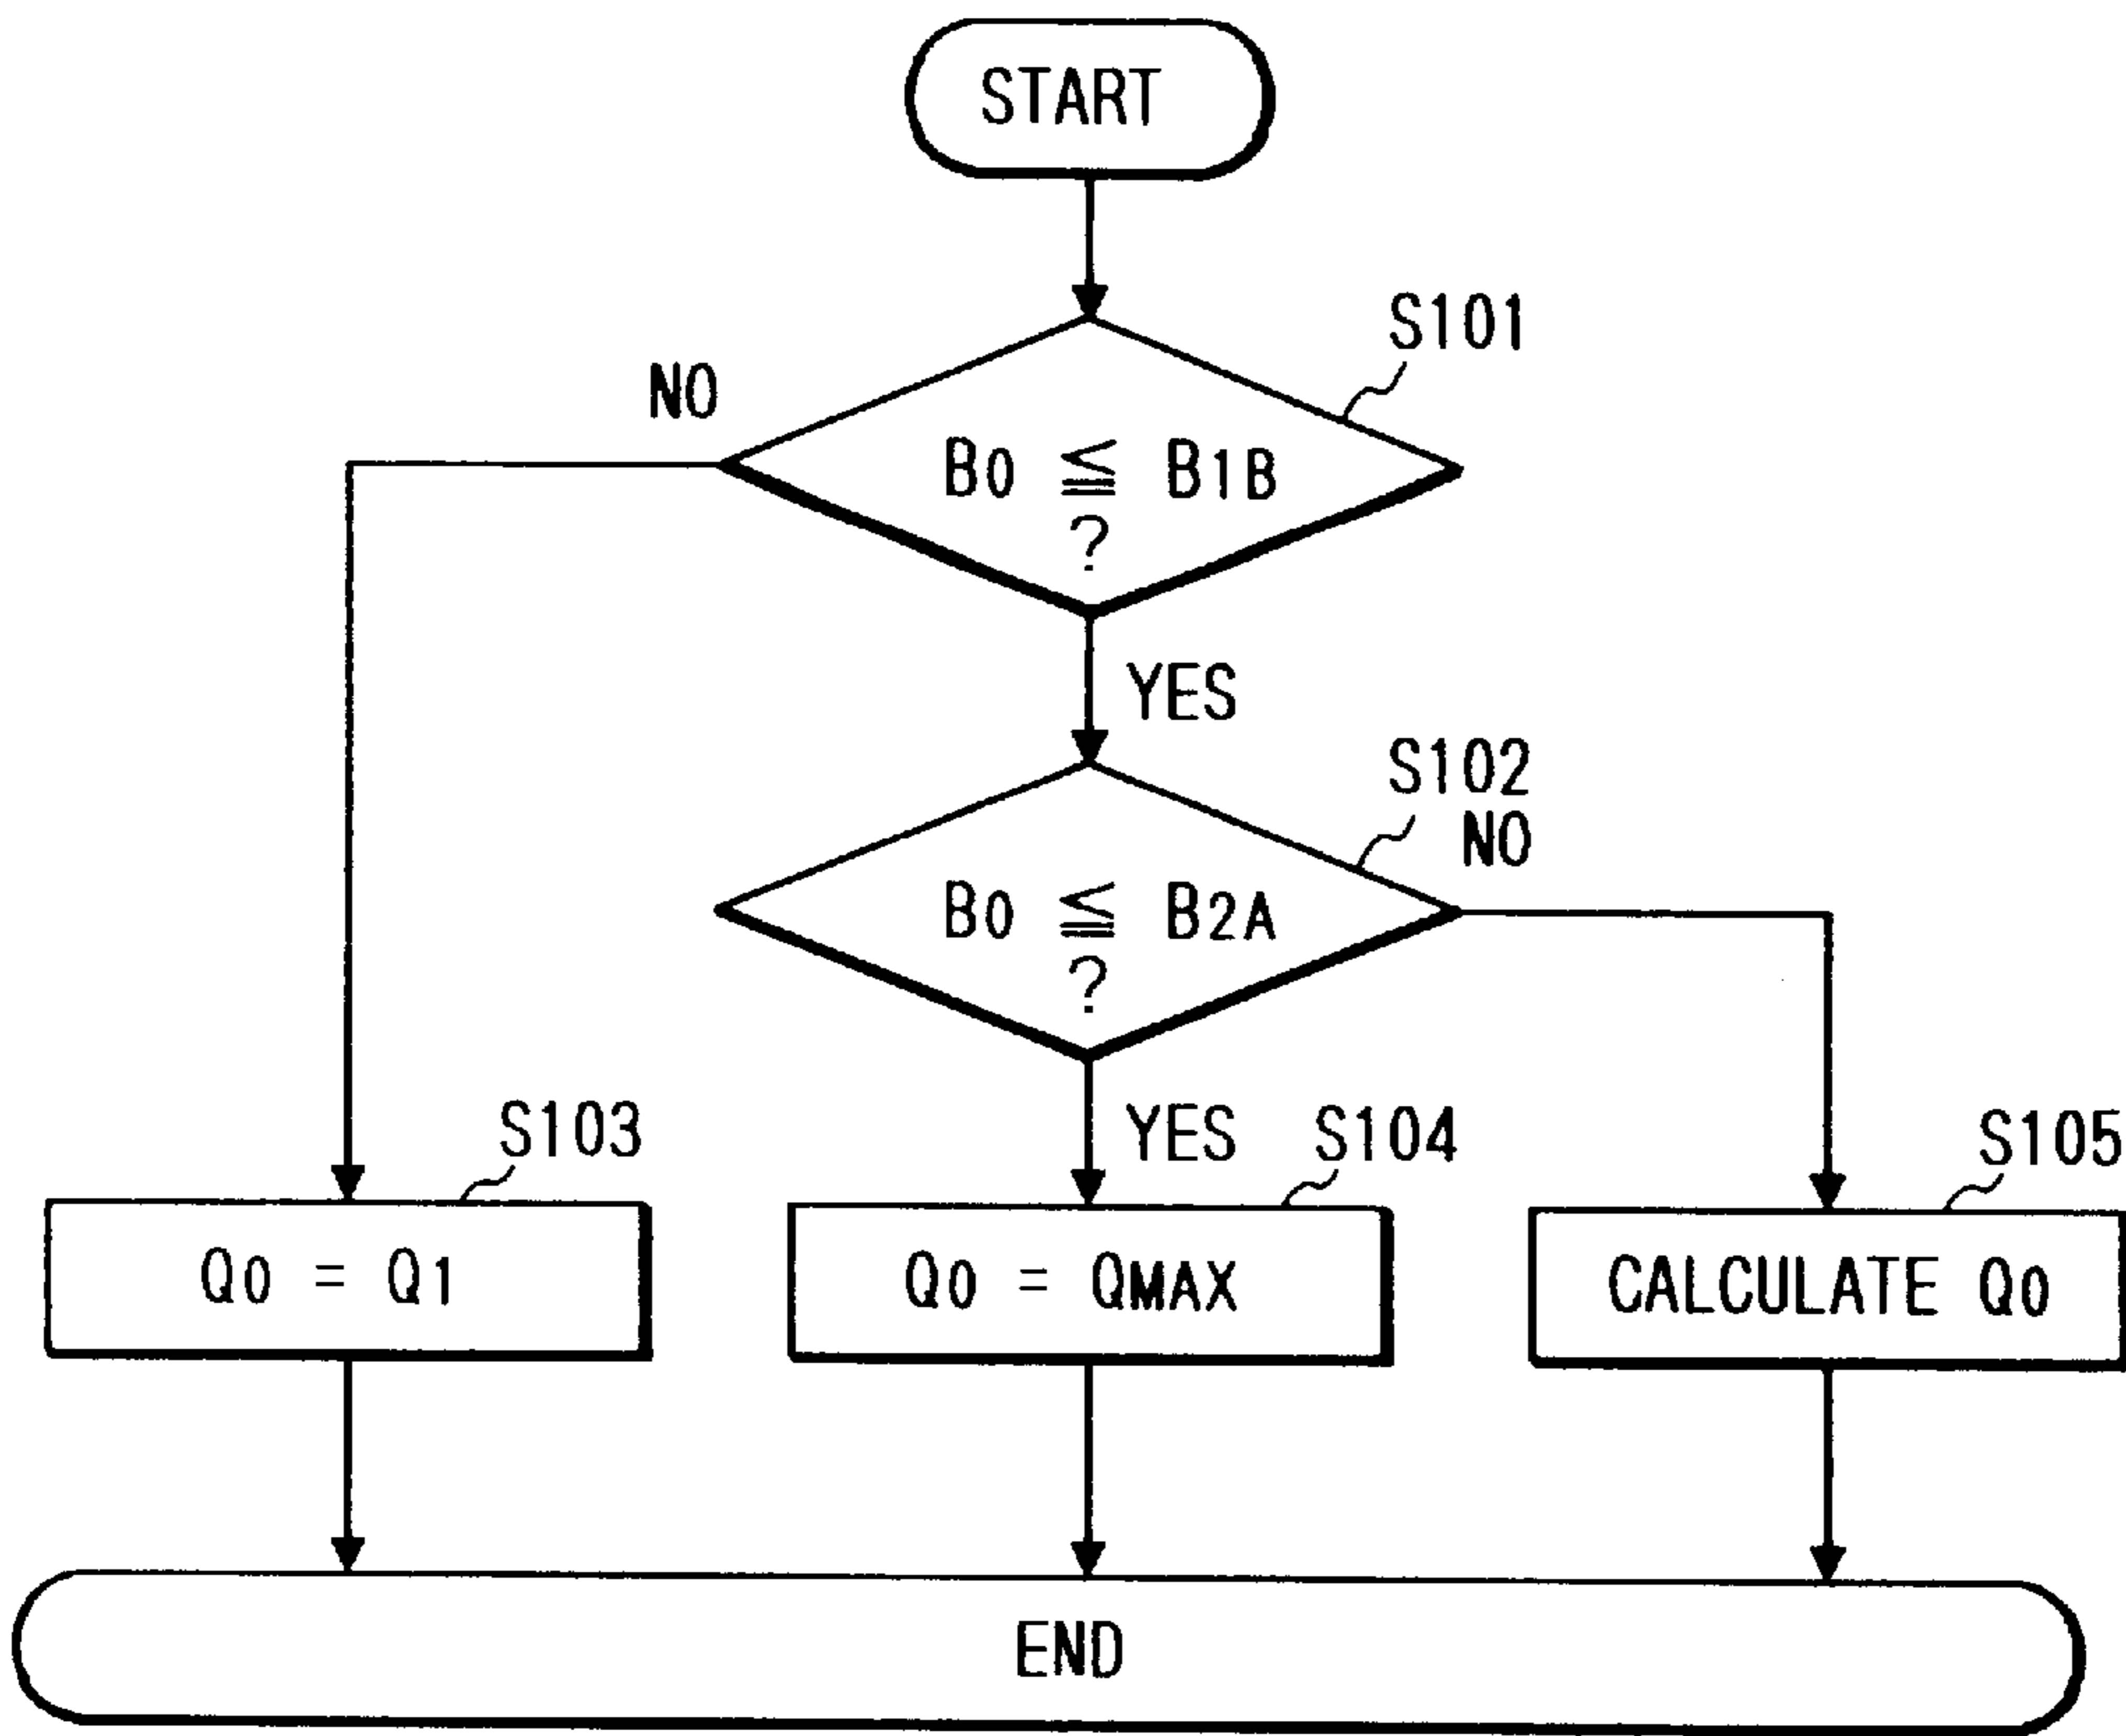 START
S101
NO
B0 ≦ B1B
?
YES
S102
NO
B0 ≦ B2A
?
YES
S103
S104
S105
Q0 = Q1
Q0 = QMAX
CALCULATE Q0
END